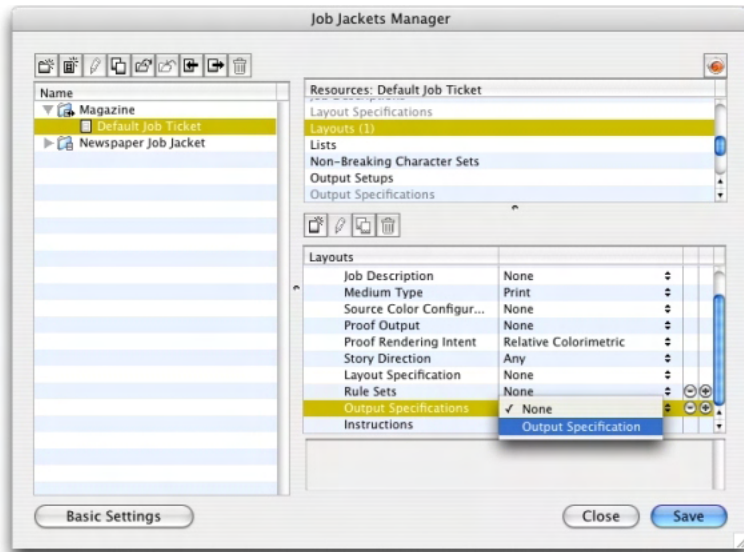 Job Jackets Manager
Name
Magazine
Default Job Ticket
Newspaper Job Jacket
Resources: Default Job Ticket
Job Descriptions
Layout Specifications
Layouts (1)
Lists
Non-Breaking Character Sets
Output Setups
Output Specifications
Layouts
Job Description None
Medium Type Print
Source Color Configur... None
Proof Output None
Proof Rendering Intent Relative Colorimetric
Story Direction Any
Layout Specification None
Rule Sets None
Output Specifications ✓ None
Instructions Output Specification
Basic Settings Close Save